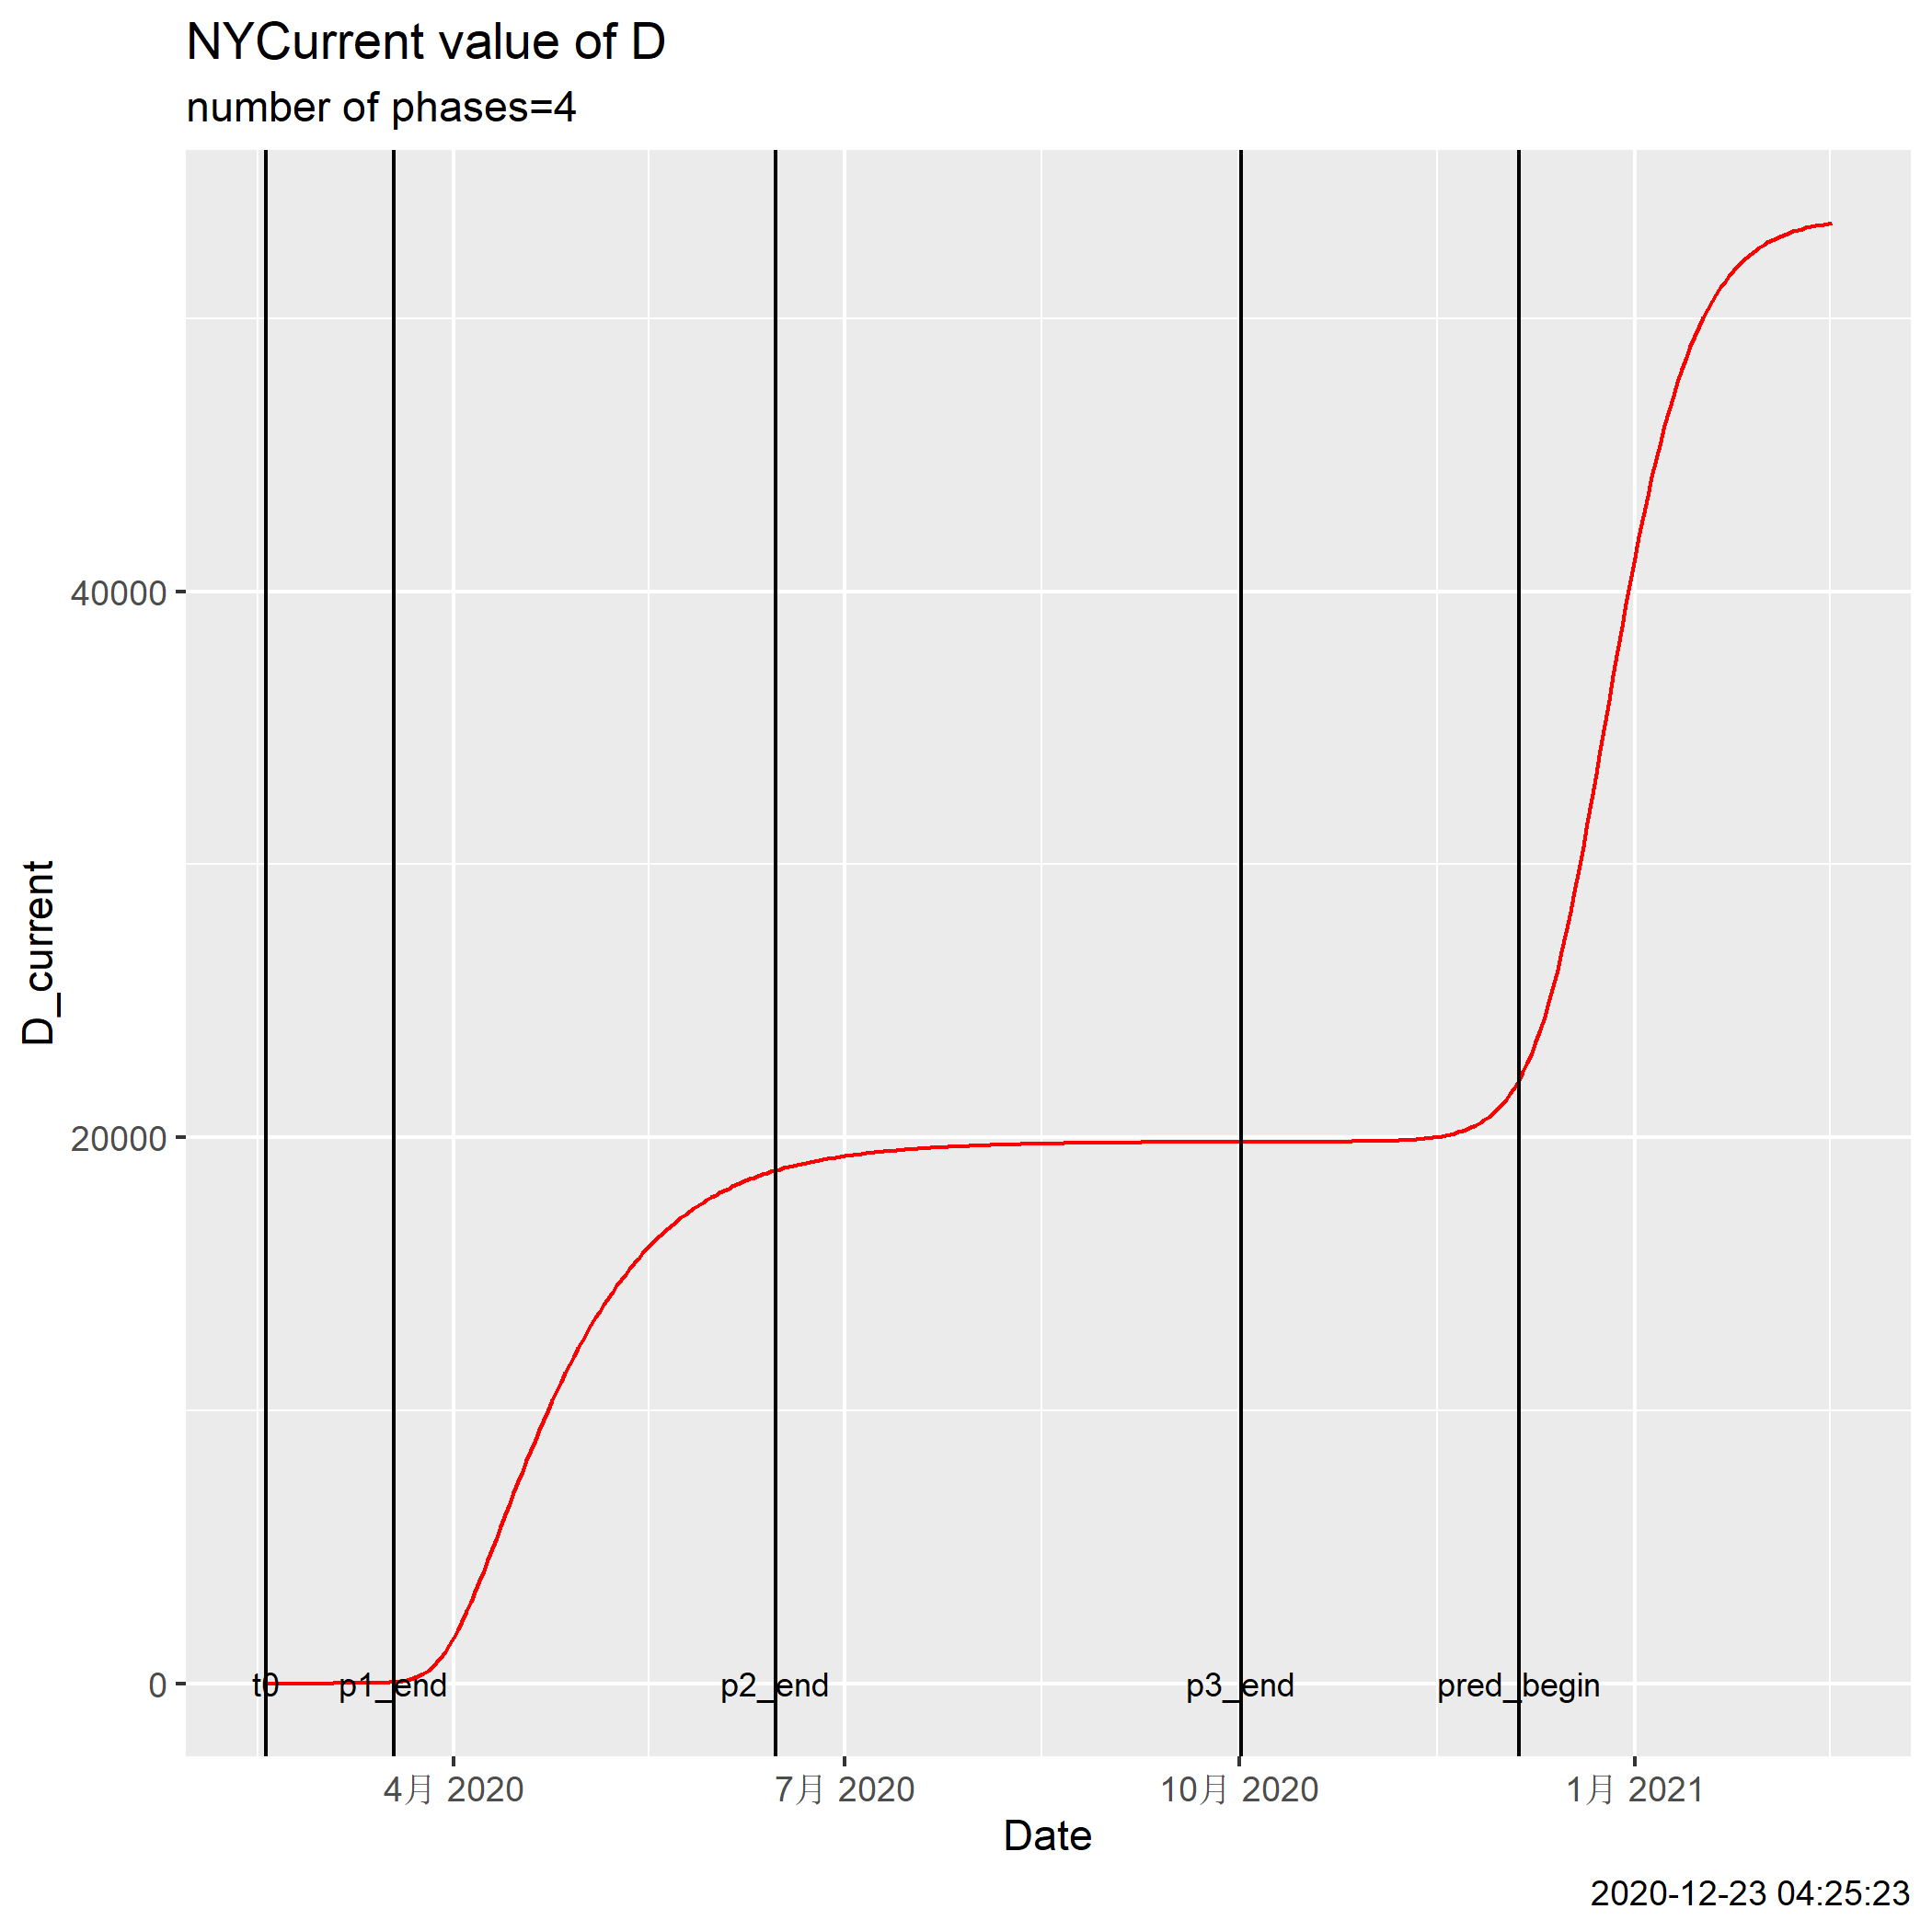 NYCurrent value of D
number of phases=4
D_current
40000
20000
0
t0 p1_end p2_end p3_end pred_begin
4月 2020 7月 2020 10月 2020 1月 2021
Date
2020-12-23 04:25:23